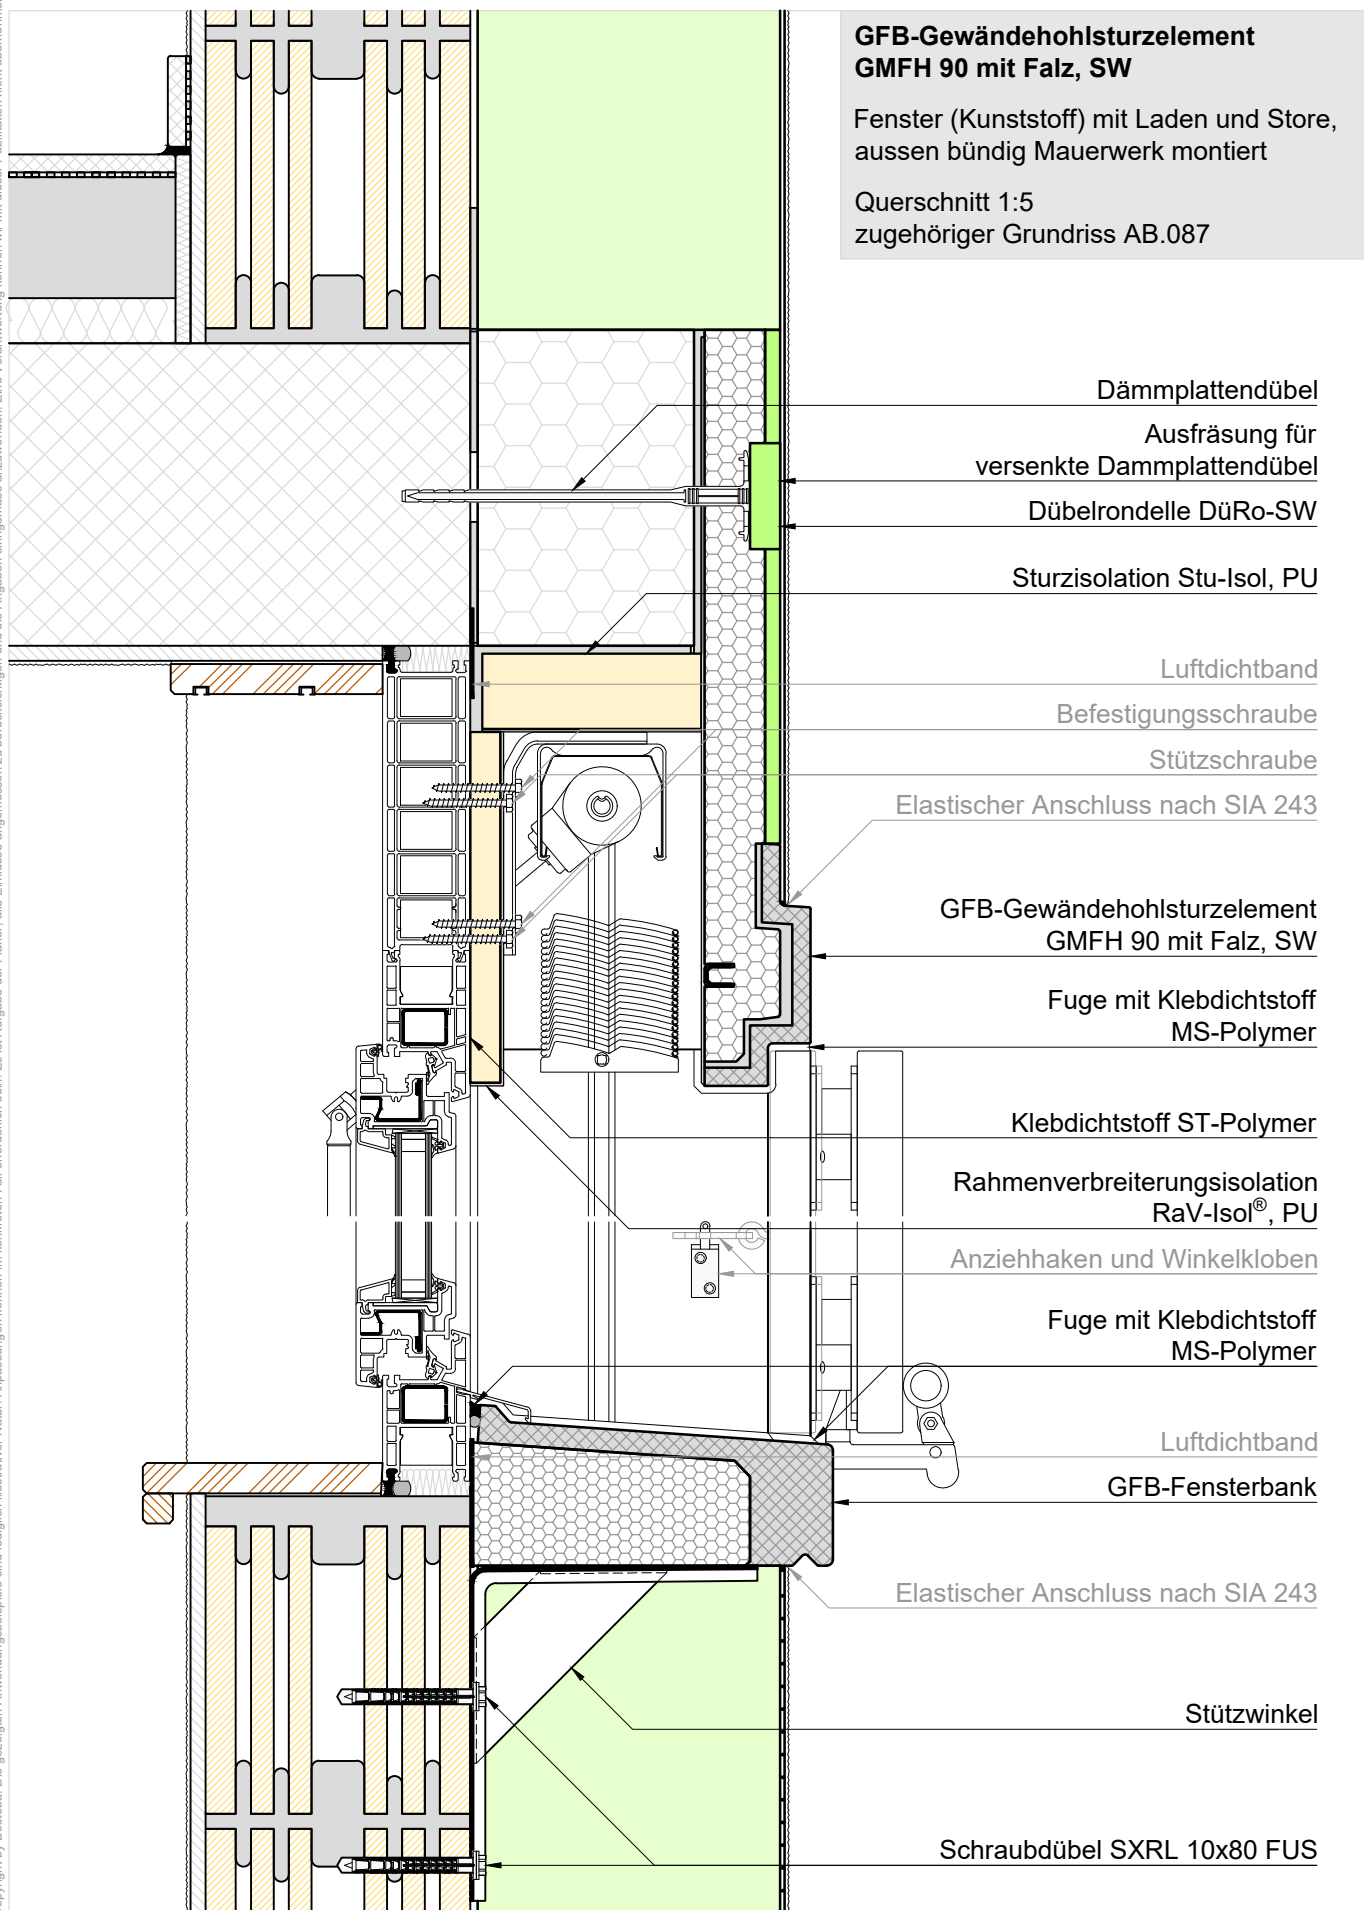 GFB-Gewändehohlsturzelement
GMFH 90 mit Falz, SW
Fenster (Kunststoff) mit Laden und Store,
aussen bündig Mauerwerk montiert
Querschnitt 1:5
zugehöriger Grundriss AB.087
Dämmplattendübel
Ausfräsung für
versenkte Dammplattendübel
Dübelrondelle DüRo-SW
Sturzisolation Stu-Isol, PU
Luftdichtband
Befestigungsschraube
Stützschraube
Elastischer Anschluss nach SIA 243
GFB-Gewändehohlsturzelement
GMFH 90 mit Falz, SW
Fuge mit Klebdichtstoff
MS-Polymer
Klebdichtstoff ST-Polymer
Rahmenverbreiterungsisolation
RaV-Isol®, PU
Anziehhaken und Winkelkloben
Fuge mit Klebdichtstoff
MS-Polymer
Luftdichtband
GFB-Fensterbank
Elastischer Anschluss nach SIA 243
Stützwinkel
Schraubdübel SXRL 10x80 FUS